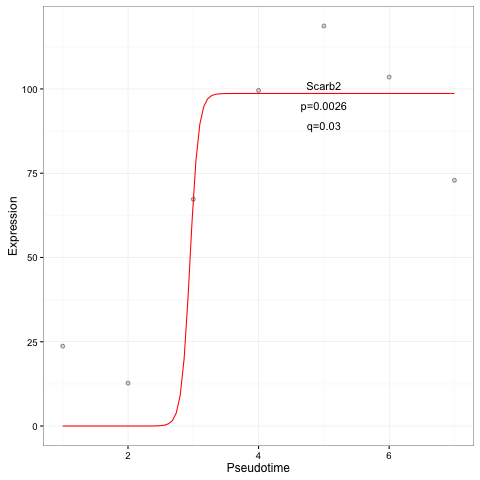 100
75
50
25
0
Expression
Scarb2
p=0.0026
q=0.03
2 4 6
Pseudotime